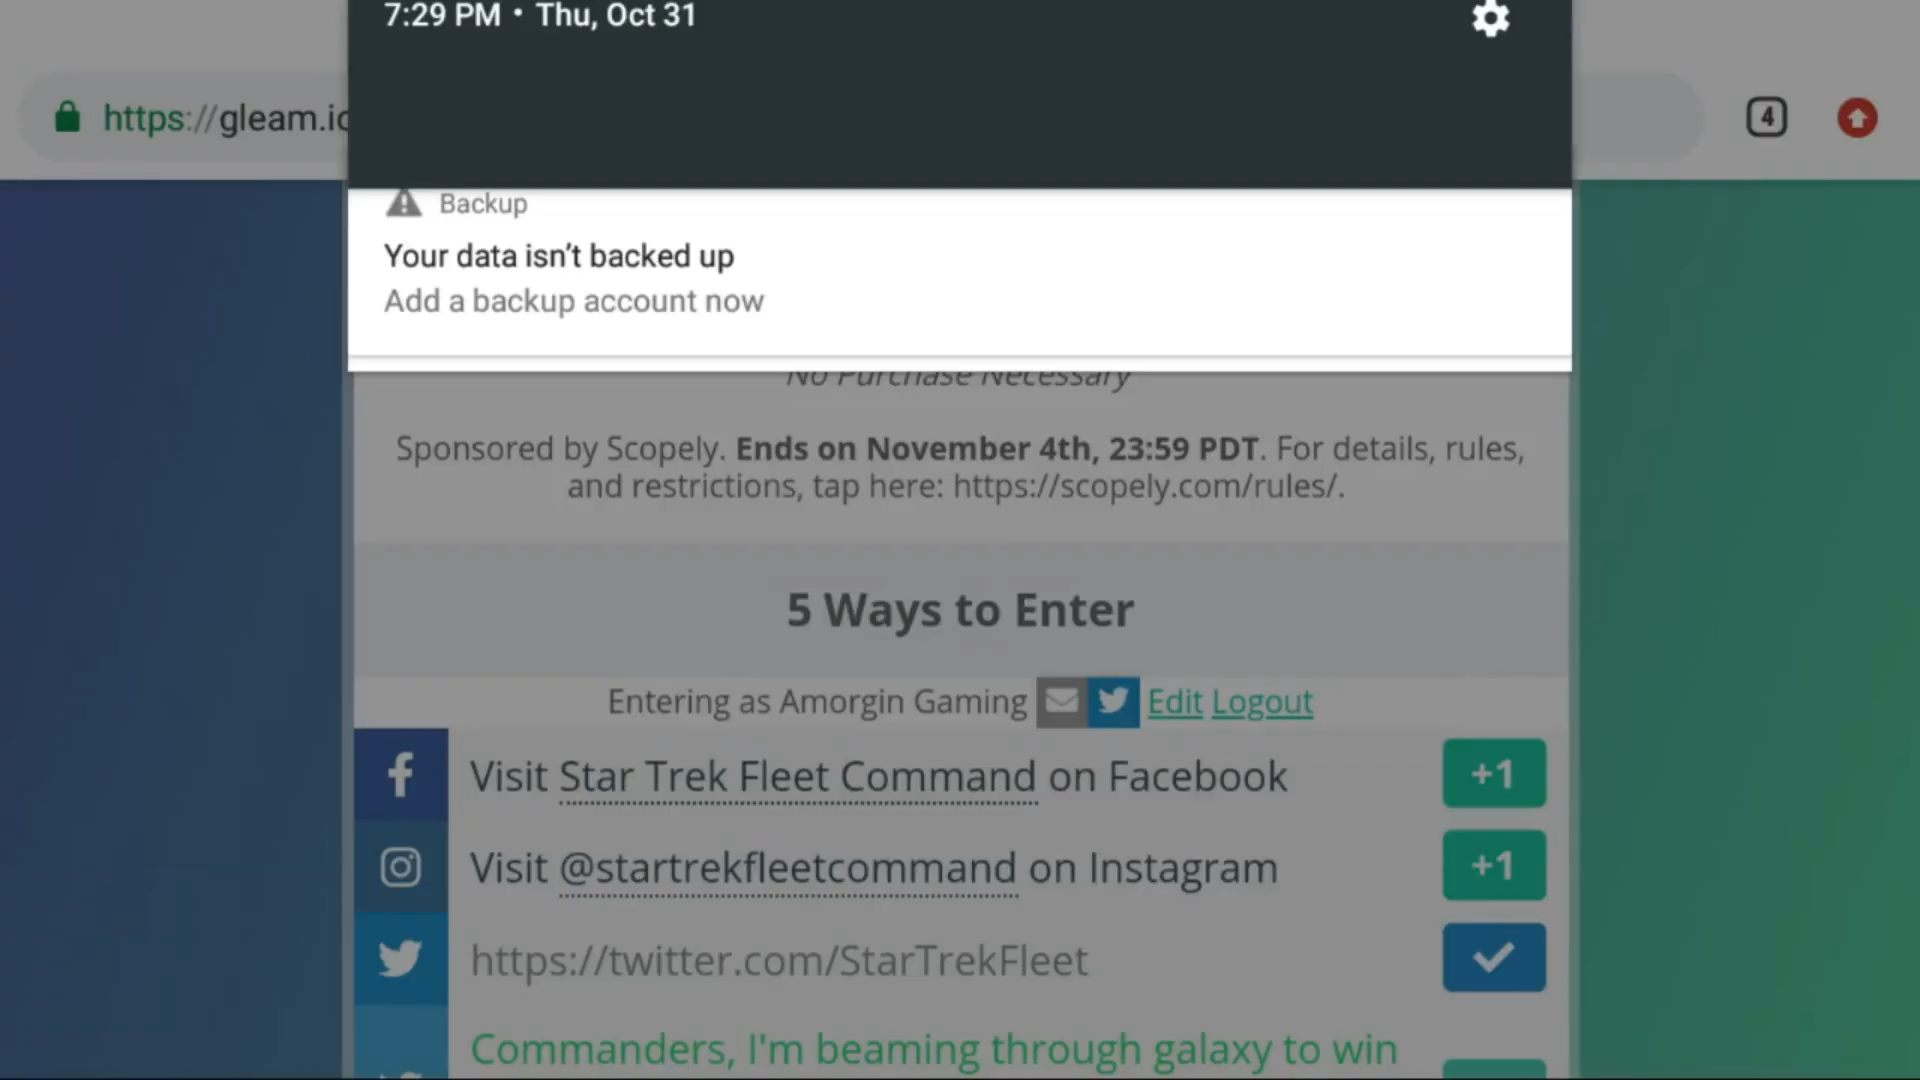 7:29 PM • Thu, Oct 31
https://gleam.io
4
Backup
Your data isn't backed up
Add a backup account now
No Purchase Necessary
Sponsored by Scopely. Ends on November 4th, 23:59 PDT. For details, rules,
and restrictions, tap here: https://scopely.com/rules/.
5 Ways to Enter
Entering as Amorgin Gaming Edit Logout
Visit Star Trek Fleet Command on Facebook +1
Visit @startrekfleetcommand on Instagram +1
https://twitter.com/StarTrekFleet
Commanders, I'm beaming through galaxy to win